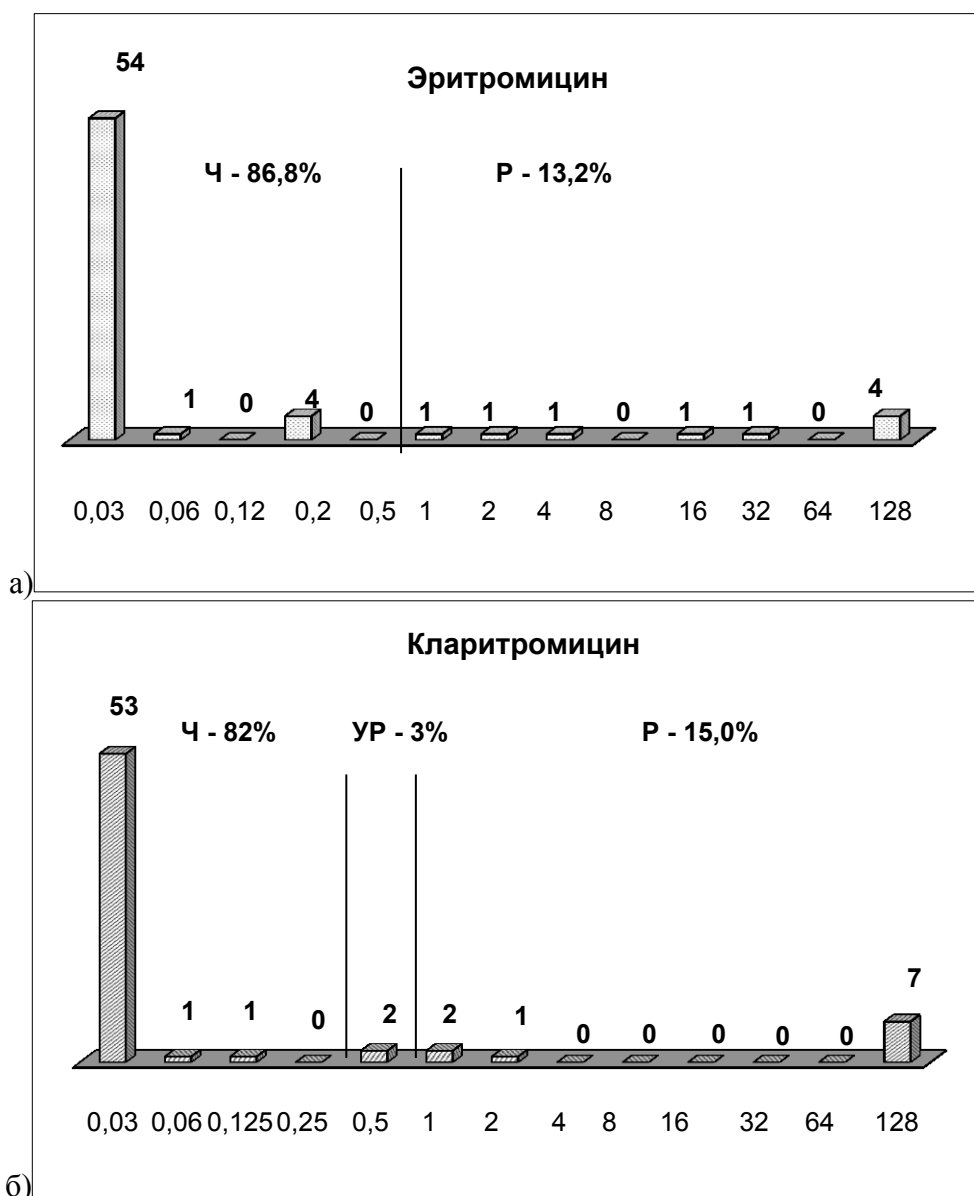 54
Эритромицин
Ч - 86,8% Р - 13,2%
1 0 4 0 1 1 1 0 1 1 0 4
0,03 0,06 0,12 0,2 0,5 1 2 4 8 16 32 64 128
а)
Кларитромицин
53
Ч - 82% УР - 3% Р - 15,0%
1 1 0 2 2 1 0 0 0 0 0 7
0,03 0,06 0,125 0,25 0,5 1 2 4 8 16 32 64 128
б)